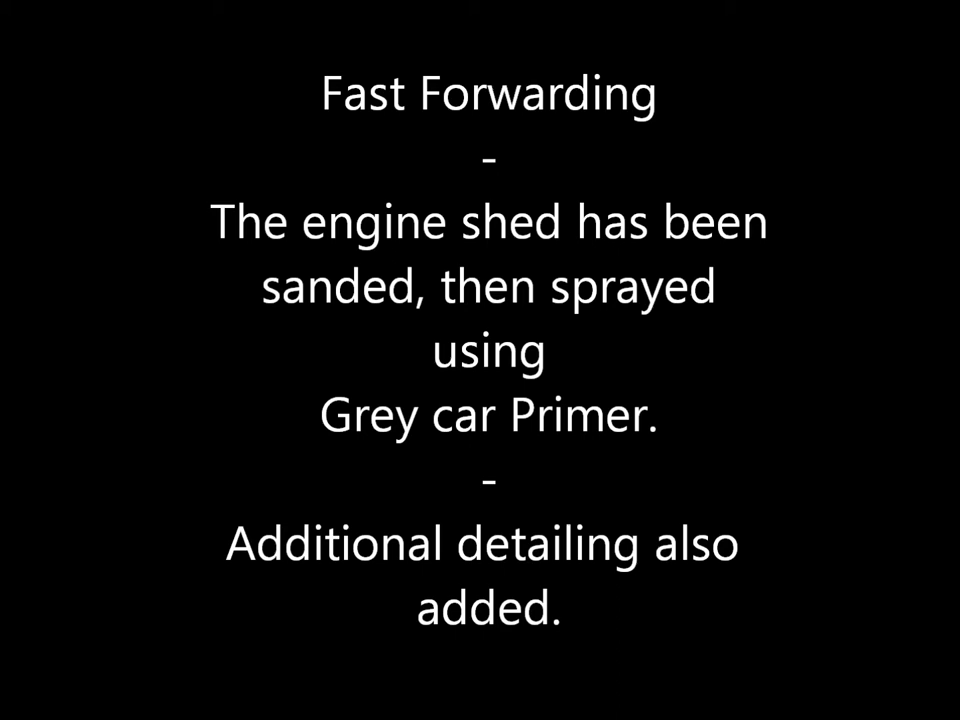 Fast Forwarding
-
The engine shed has been
sanded, then sprayed
using
Grey car Primer.
-
Additional detailing also
added.